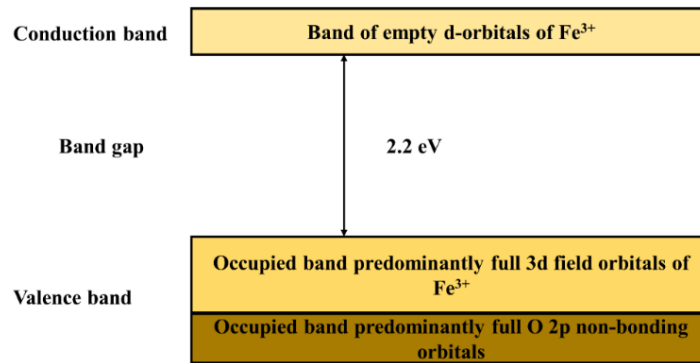 Conduction band
Band of empty d-orbitals of Fe³⁺
Band gap
2.2 eV
Valence band
Occupied band predominantly full 3d field orbitals of
Fe³⁺
Occupied band predominantly full O 2p non-bonding
orbitals